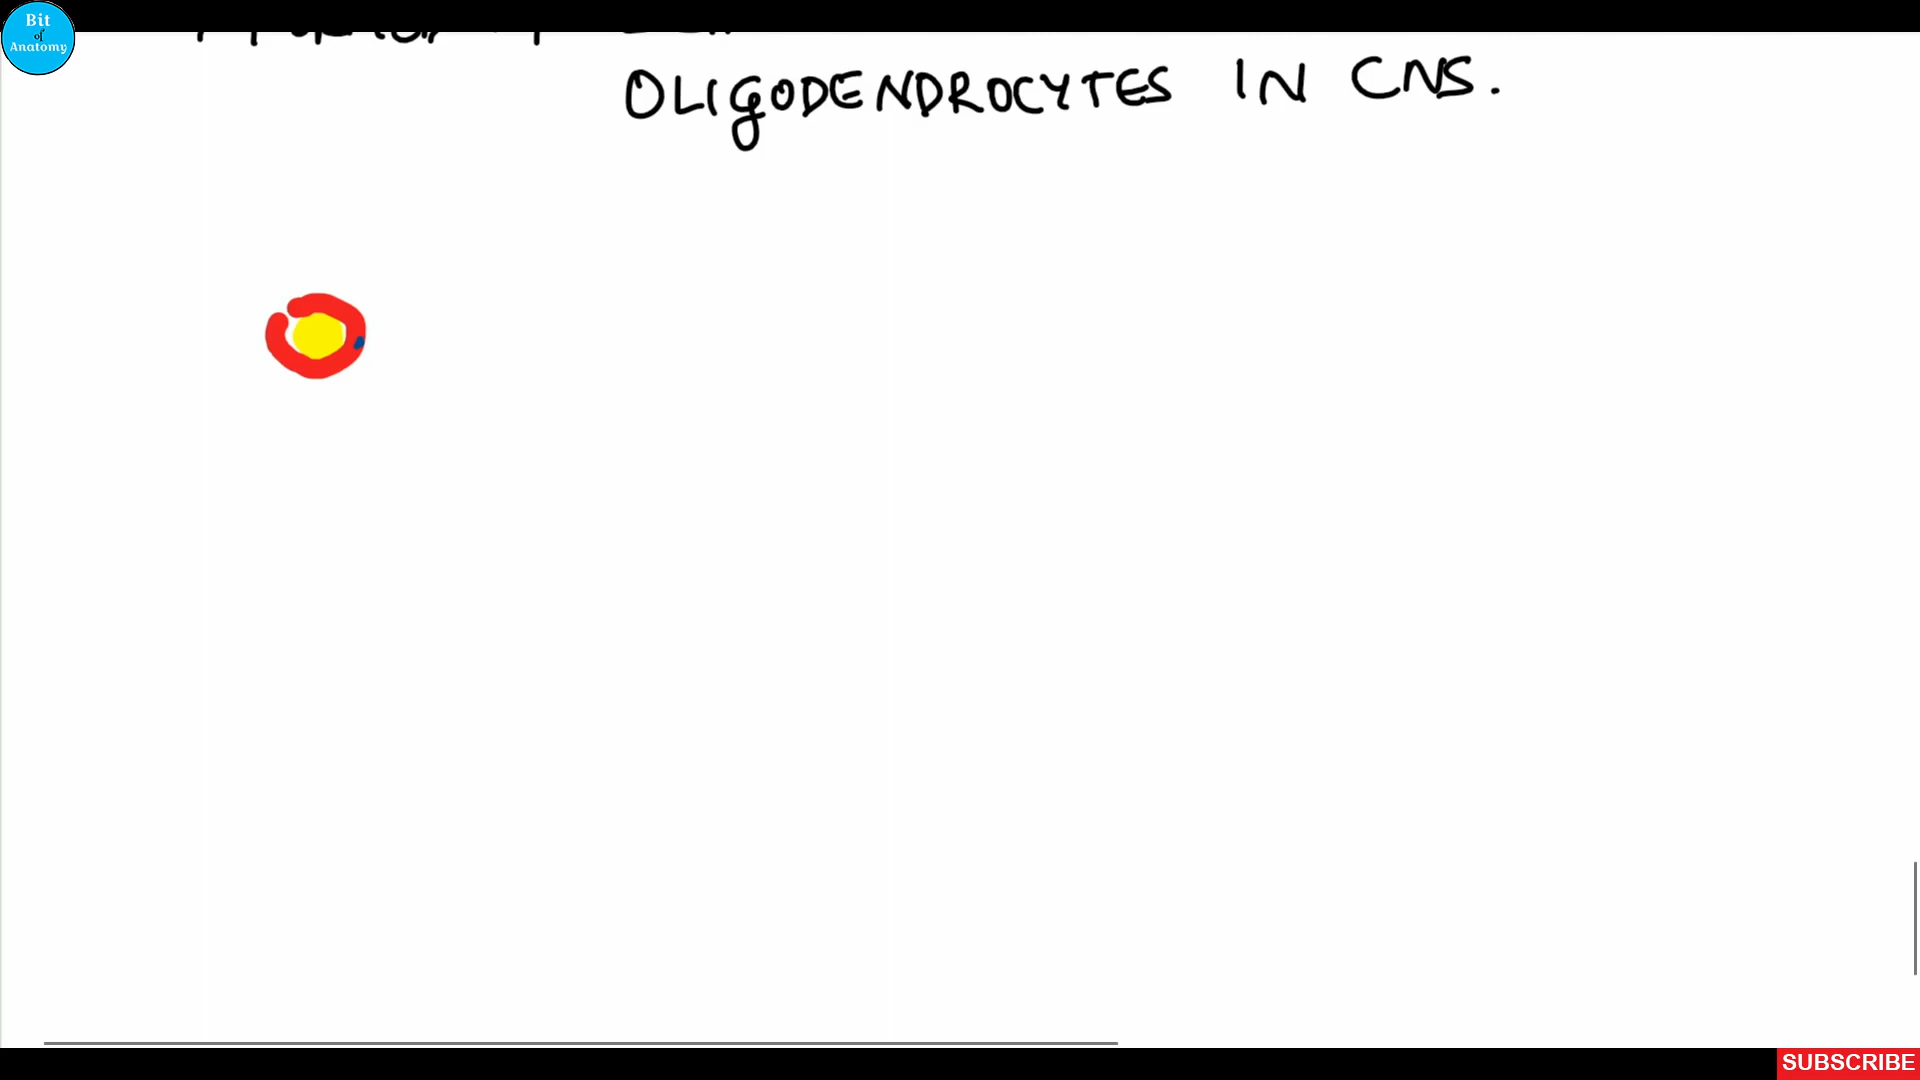 Bit
of
Anatomy
OLIGODENDROCYTES IN CNS.
SUBSCRIBE